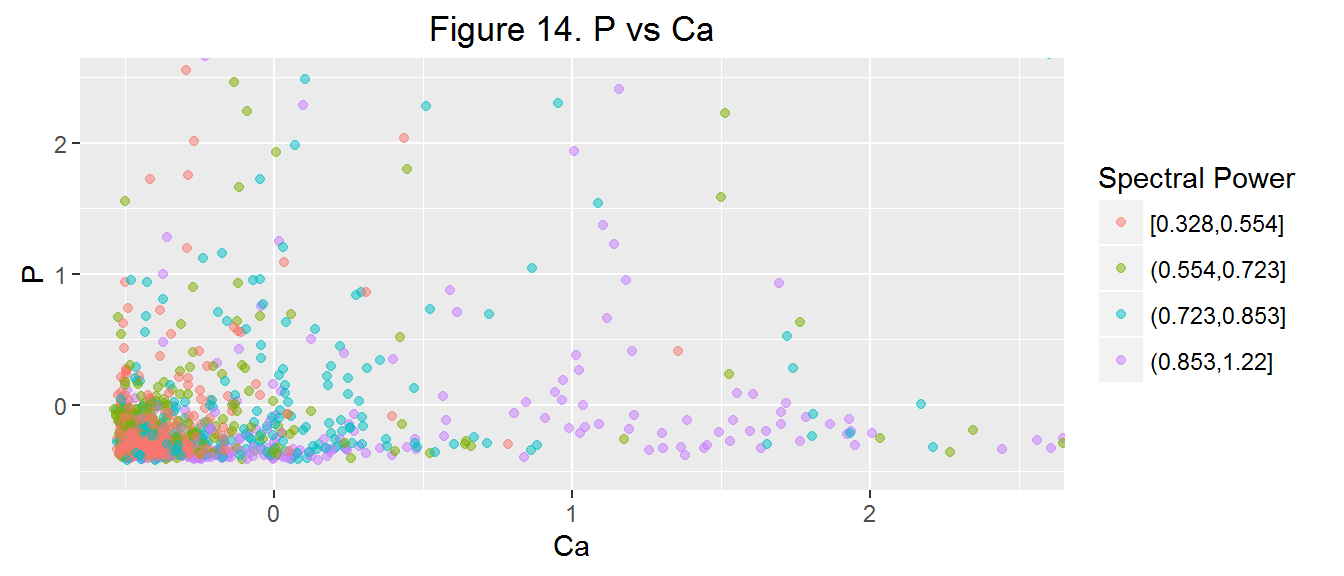 Figure 14. P vs Ca
P
2
1
0
0
1
2
Ca
Spectral Power
[0.328,0.554]
(0.554,0.723]
(0.723,0.853]
(0.853,1.22]